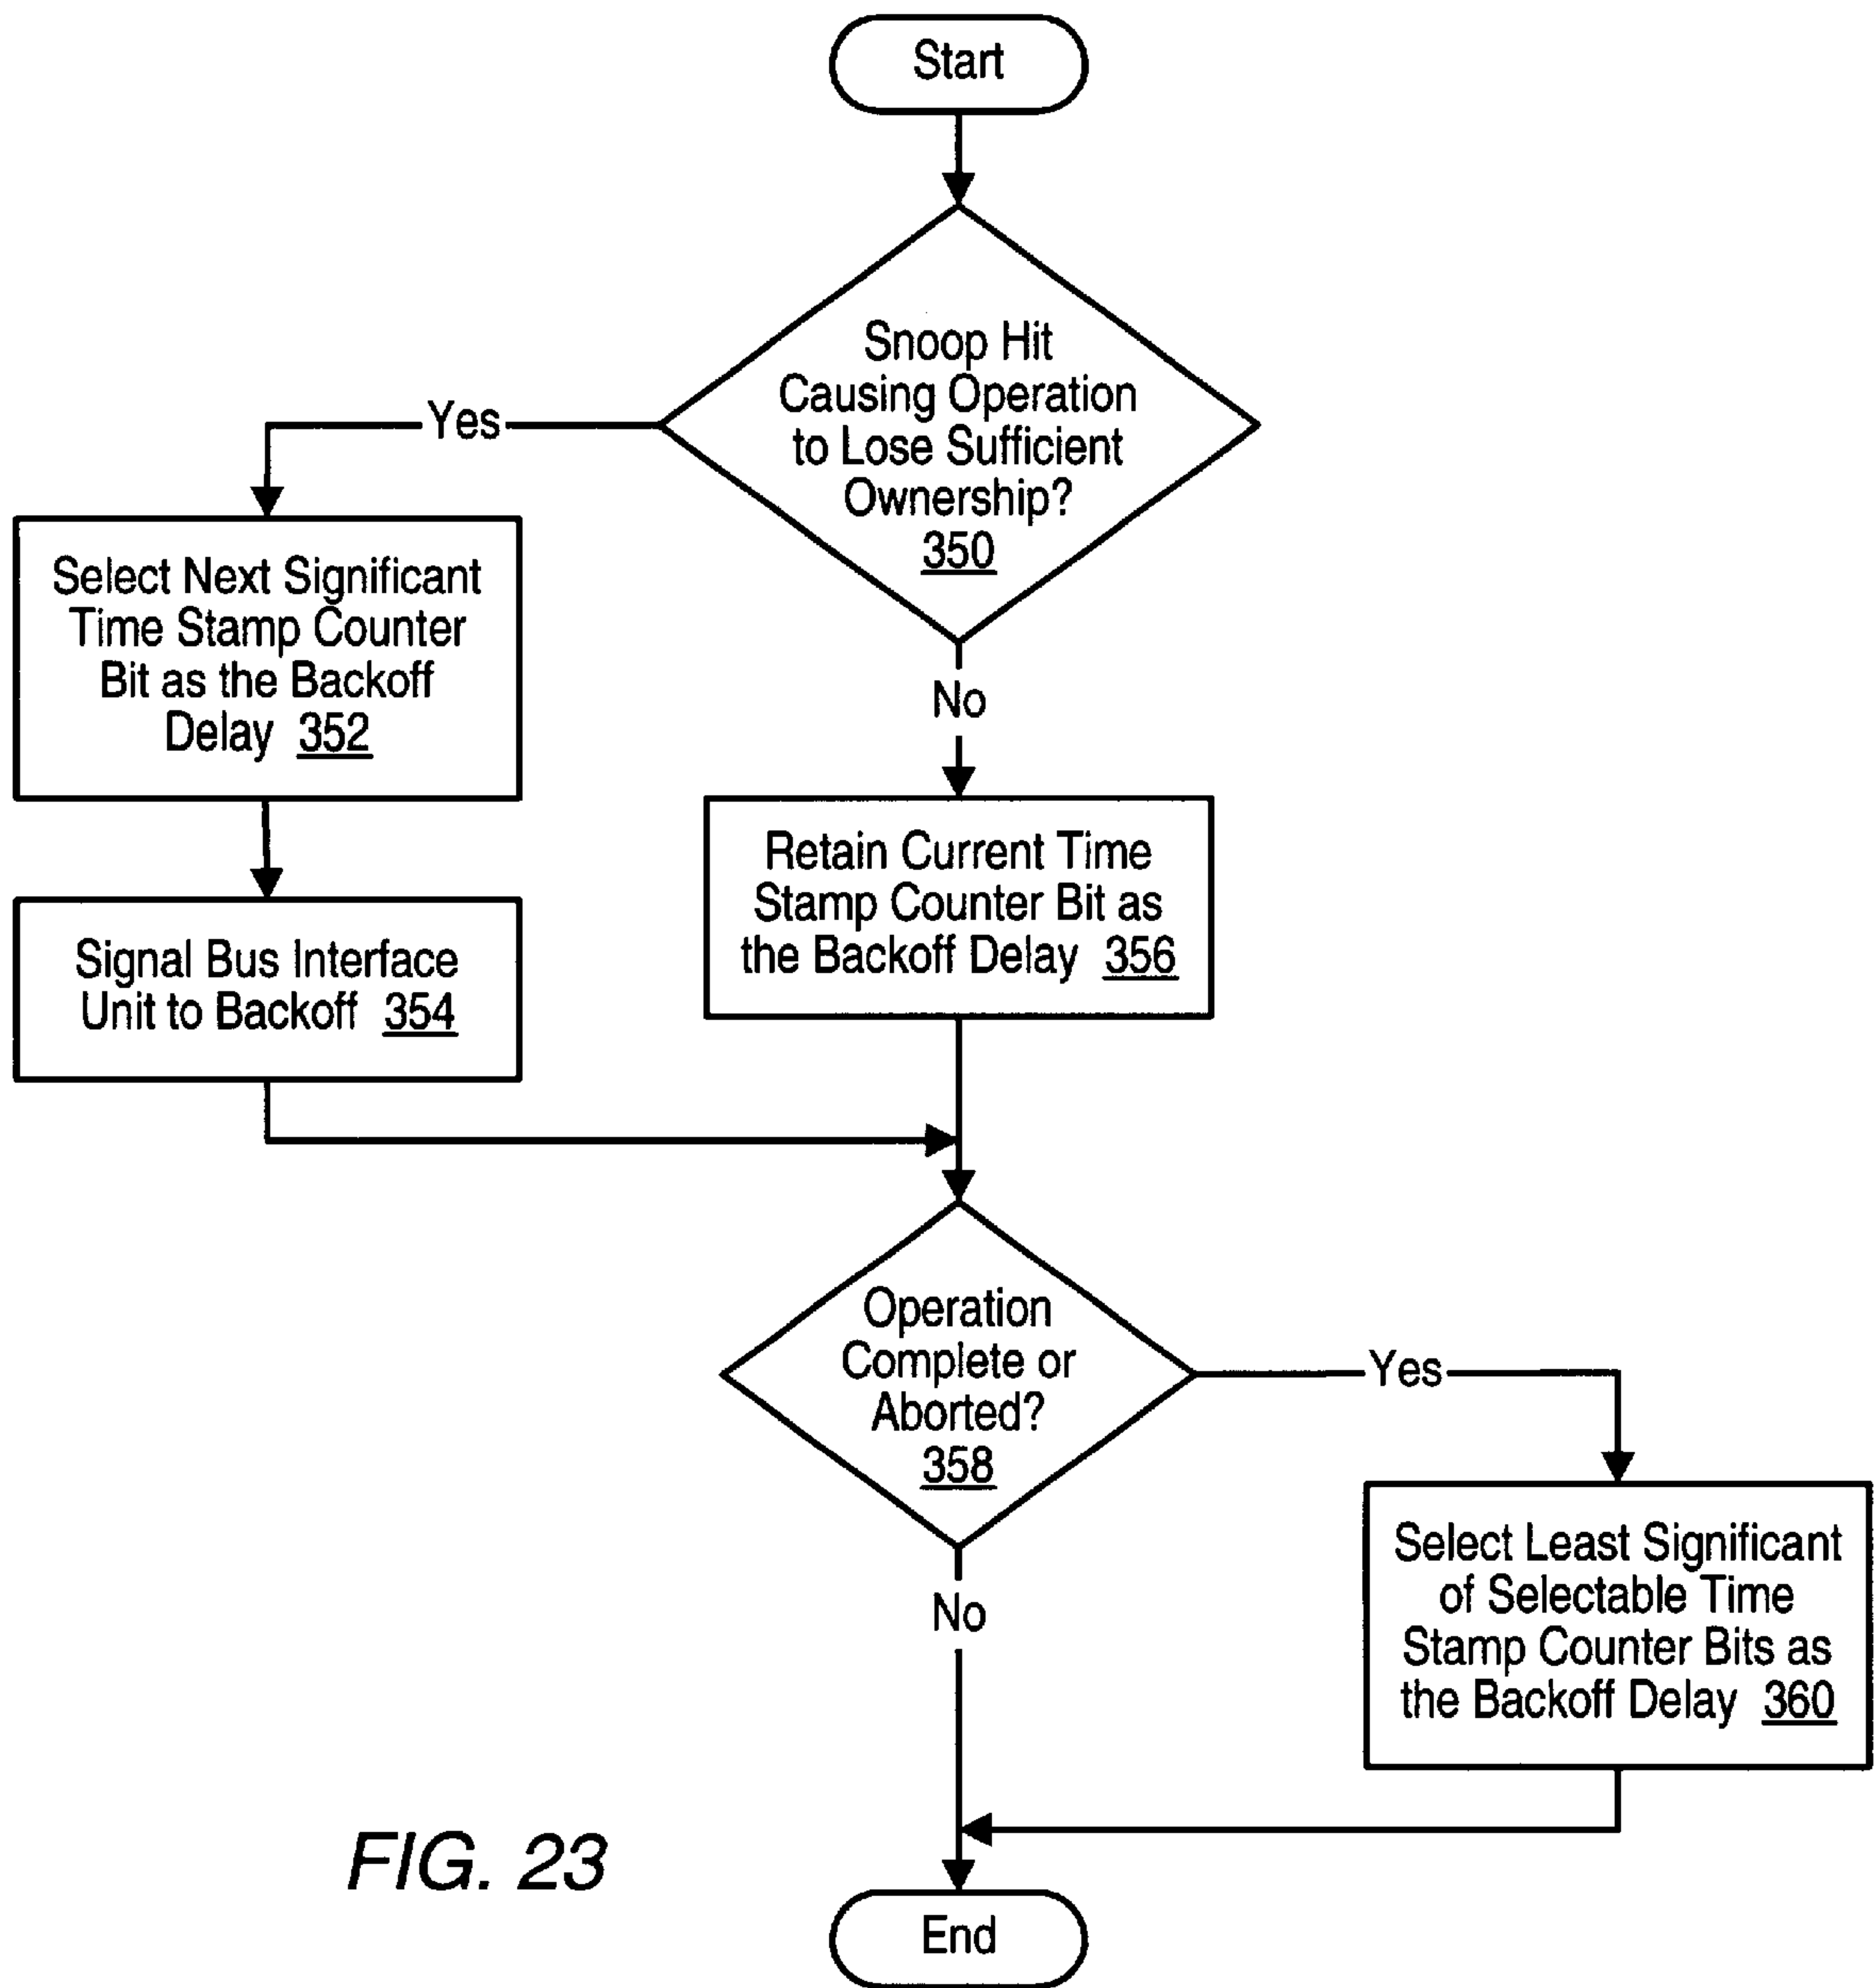 Start
Snoop Hit
Causing Operation
to Lose Sufficient
Ownership?
350
Yes
Select Next Significant
Time Stamp Counter
Bit as the Backoff
Delay 352
No
Signal Bus Interface
Unit to Backoff 354
Retain Current Time
Stamp Counter Bit as
the Backoff Delay 356
Operation
Complete or
Aborted?
358
Yes
No
Select Least Significant
of Selectable Time
Stamp Counter Bits as
the Backoff Delay 360
FIG. 23
End